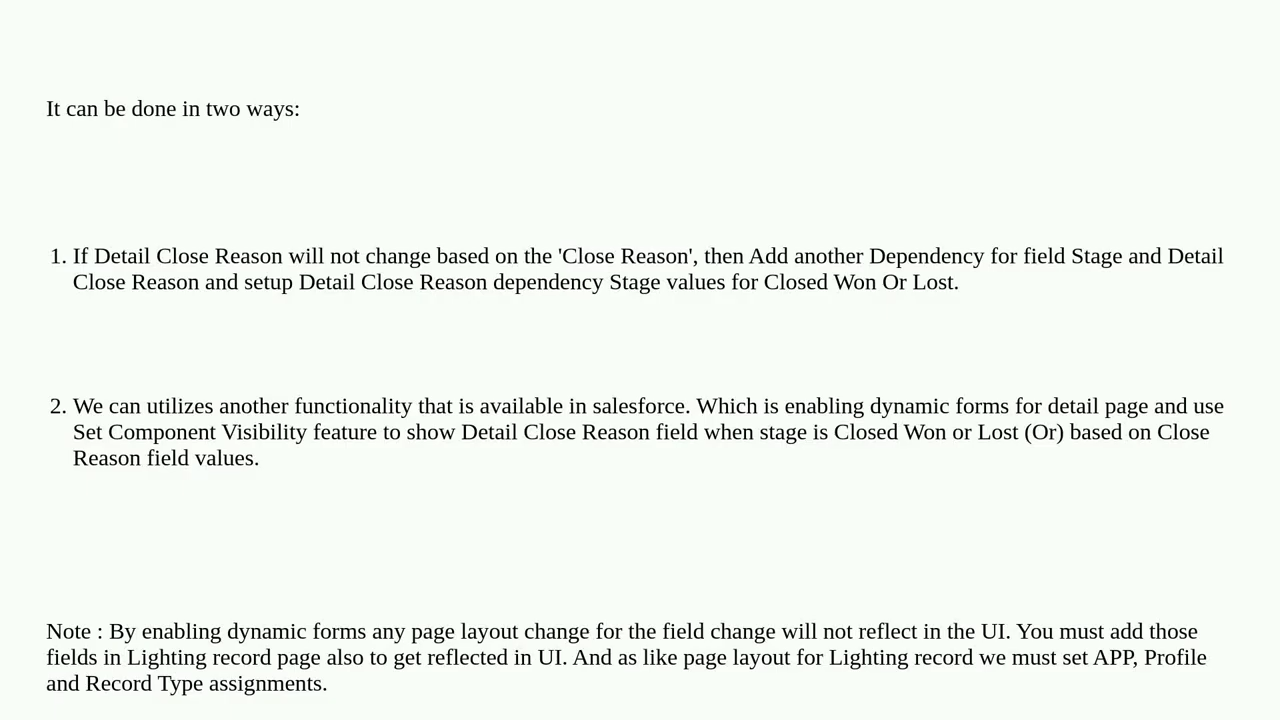 It can be done in two ways:
1. If Detail Close Reason will not change based on the 'Close Reason', then Add another Dependency for field Stage and Detail
Close Reason and setup Detail Close Reason dependency Stage values for Closed Won Or Lost.
2. We can utilizes another functionality that is available in salesforce. Which is enabling dynamic forms for detail page and use
Set Component Visibility feature to show Detail Close Reason field when stage is Closed Won or Lost (Or) based on Close
Reason field values.
Note : By enabling dynamic forms any page layout change for the field change will not reflect in the UI. You must add those
fields in Lighting record page also to get reflected in UI. And as like page layout for Lighting record we must set APP, Profile
and Record Type assignments.